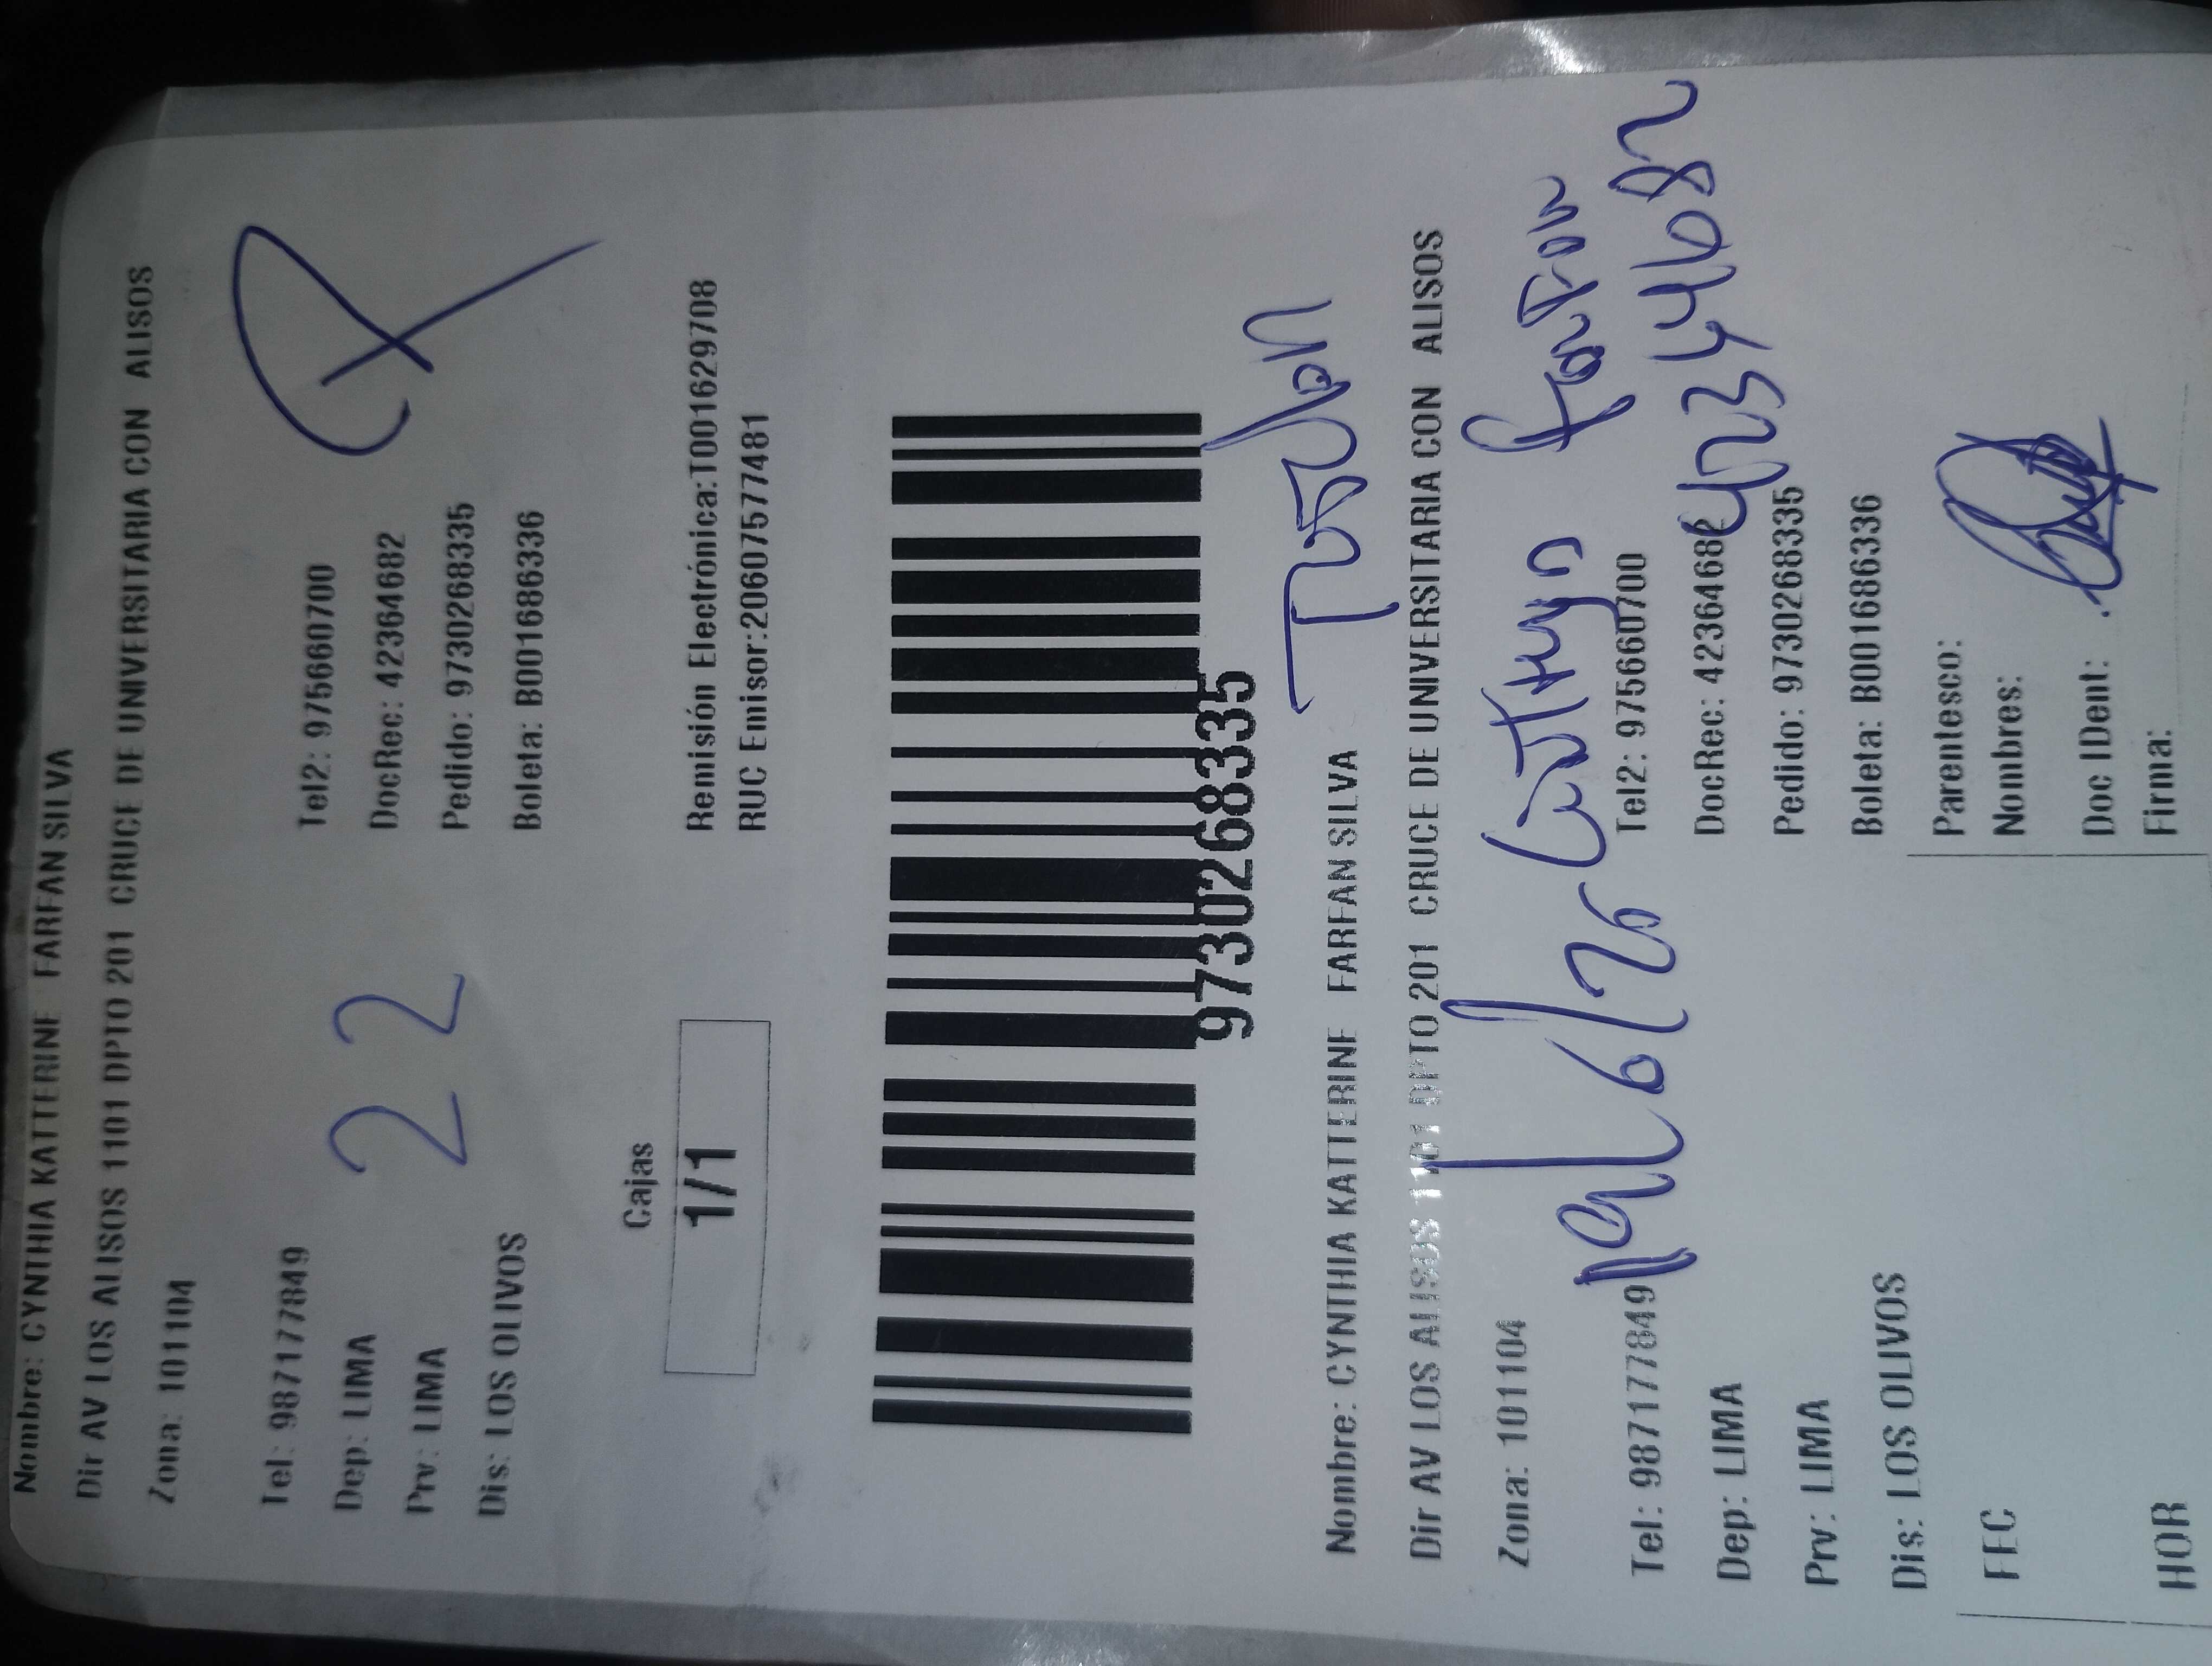 Nombre: CYNTHIA KATTERINE FARFAN SILVA
Dir AV LOS ALISOS 1101 DPTO 201 CRUCE DE UNIVERSITARIA CON ALISOS
Zona: 101104
Tel: 987177849 Tel2: 975660700
Dep: LIMA DocRec: 42364682
22
Prv: LIMA Pedido: 9730268335
Dis: LOS OLIVOS Boleta: B001686336
Cajas
1/1
Remisión Electrónica:T001629708
RUC Emisor:20607577481
9730268335
Nombre: CYNTHIA KATTERINE FARFAN SILVA
Dir AV LOS ALISOS 1101 DPTO 201 CRUCE DE UNIVERSITARIA CON ALISOS
Zona: 101104
19/6/25 Farfan
Tel: 987177849 Tel2: 975660700
Dep: LIMA DocRec: 42364682
Prv: LIMA Pedido: 9730268335
Dis: LOS OLIVOS Boleta: B001686336
FEC Parentesco:
Nombres:
Doc IDent:
HOR Firma: